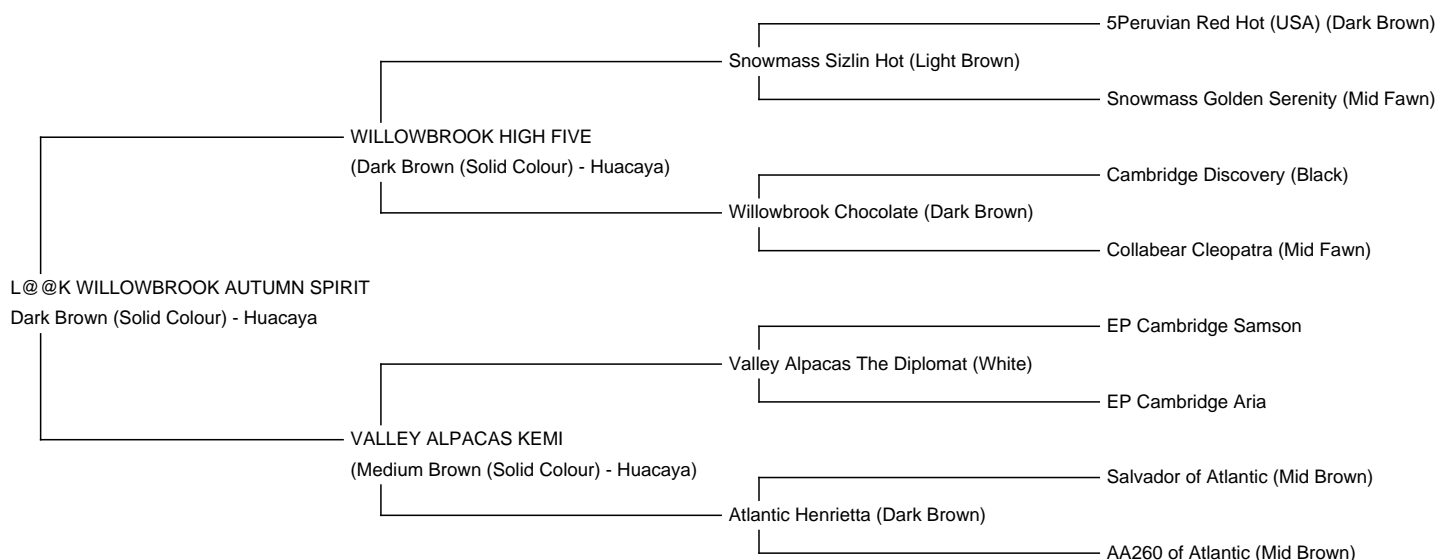 5Peruvian Red Hot (USA) (Dark Brown)
Snowmass Sizlin Hot (Light Brown)
Snowmass Golden Serenity (Mid Fawn)
WILLOWBROOK HIGH FIVE
(Dark Brown (Solid Colour) - Huacaya)
Cambridge Discovery (Black)
Willowbrook Chocolate (Dark Brown)
Collabear Cleopatra (Mid Fawn)
L@@K WILLOWBROOK AUTUMN SPIRIT
Dark Brown (Solid Colour) - Huacaya
EP Cambridge Samson
Valley Alpacas The Diplomat (White)
EP Cambridge Aria
VALLEY ALPACAS KEMI
(Medium Brown (Solid Colour) - Huacaya)
Salvador of Atlantic (Mid Brown)
Atlantic Henrietta (Dark Brown)
AA260 of Atlantic (Mid Brown)